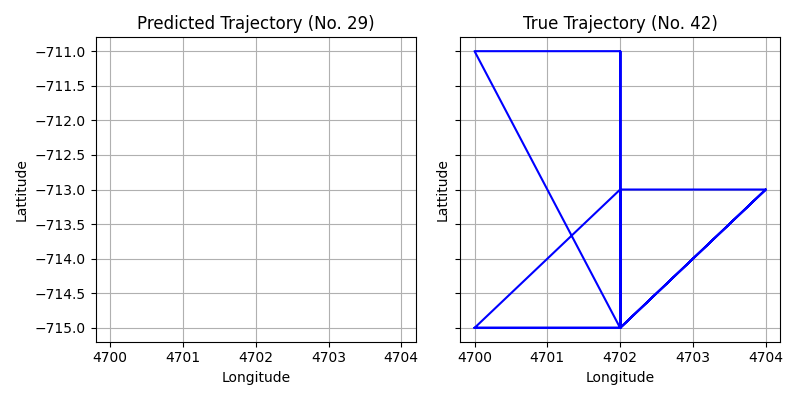 Predicted Trajectory (No. 29)
True Trajectory (No. 42)
−711.0
−711.5
−712.0
−712.5
−713.0
−713.5
−714.0
−714.5
−715.0
Lattitude
Lattitude
4700 4701 4702 4703 4704
4700 4701 4702 4703 4704
Longitude
Longitude